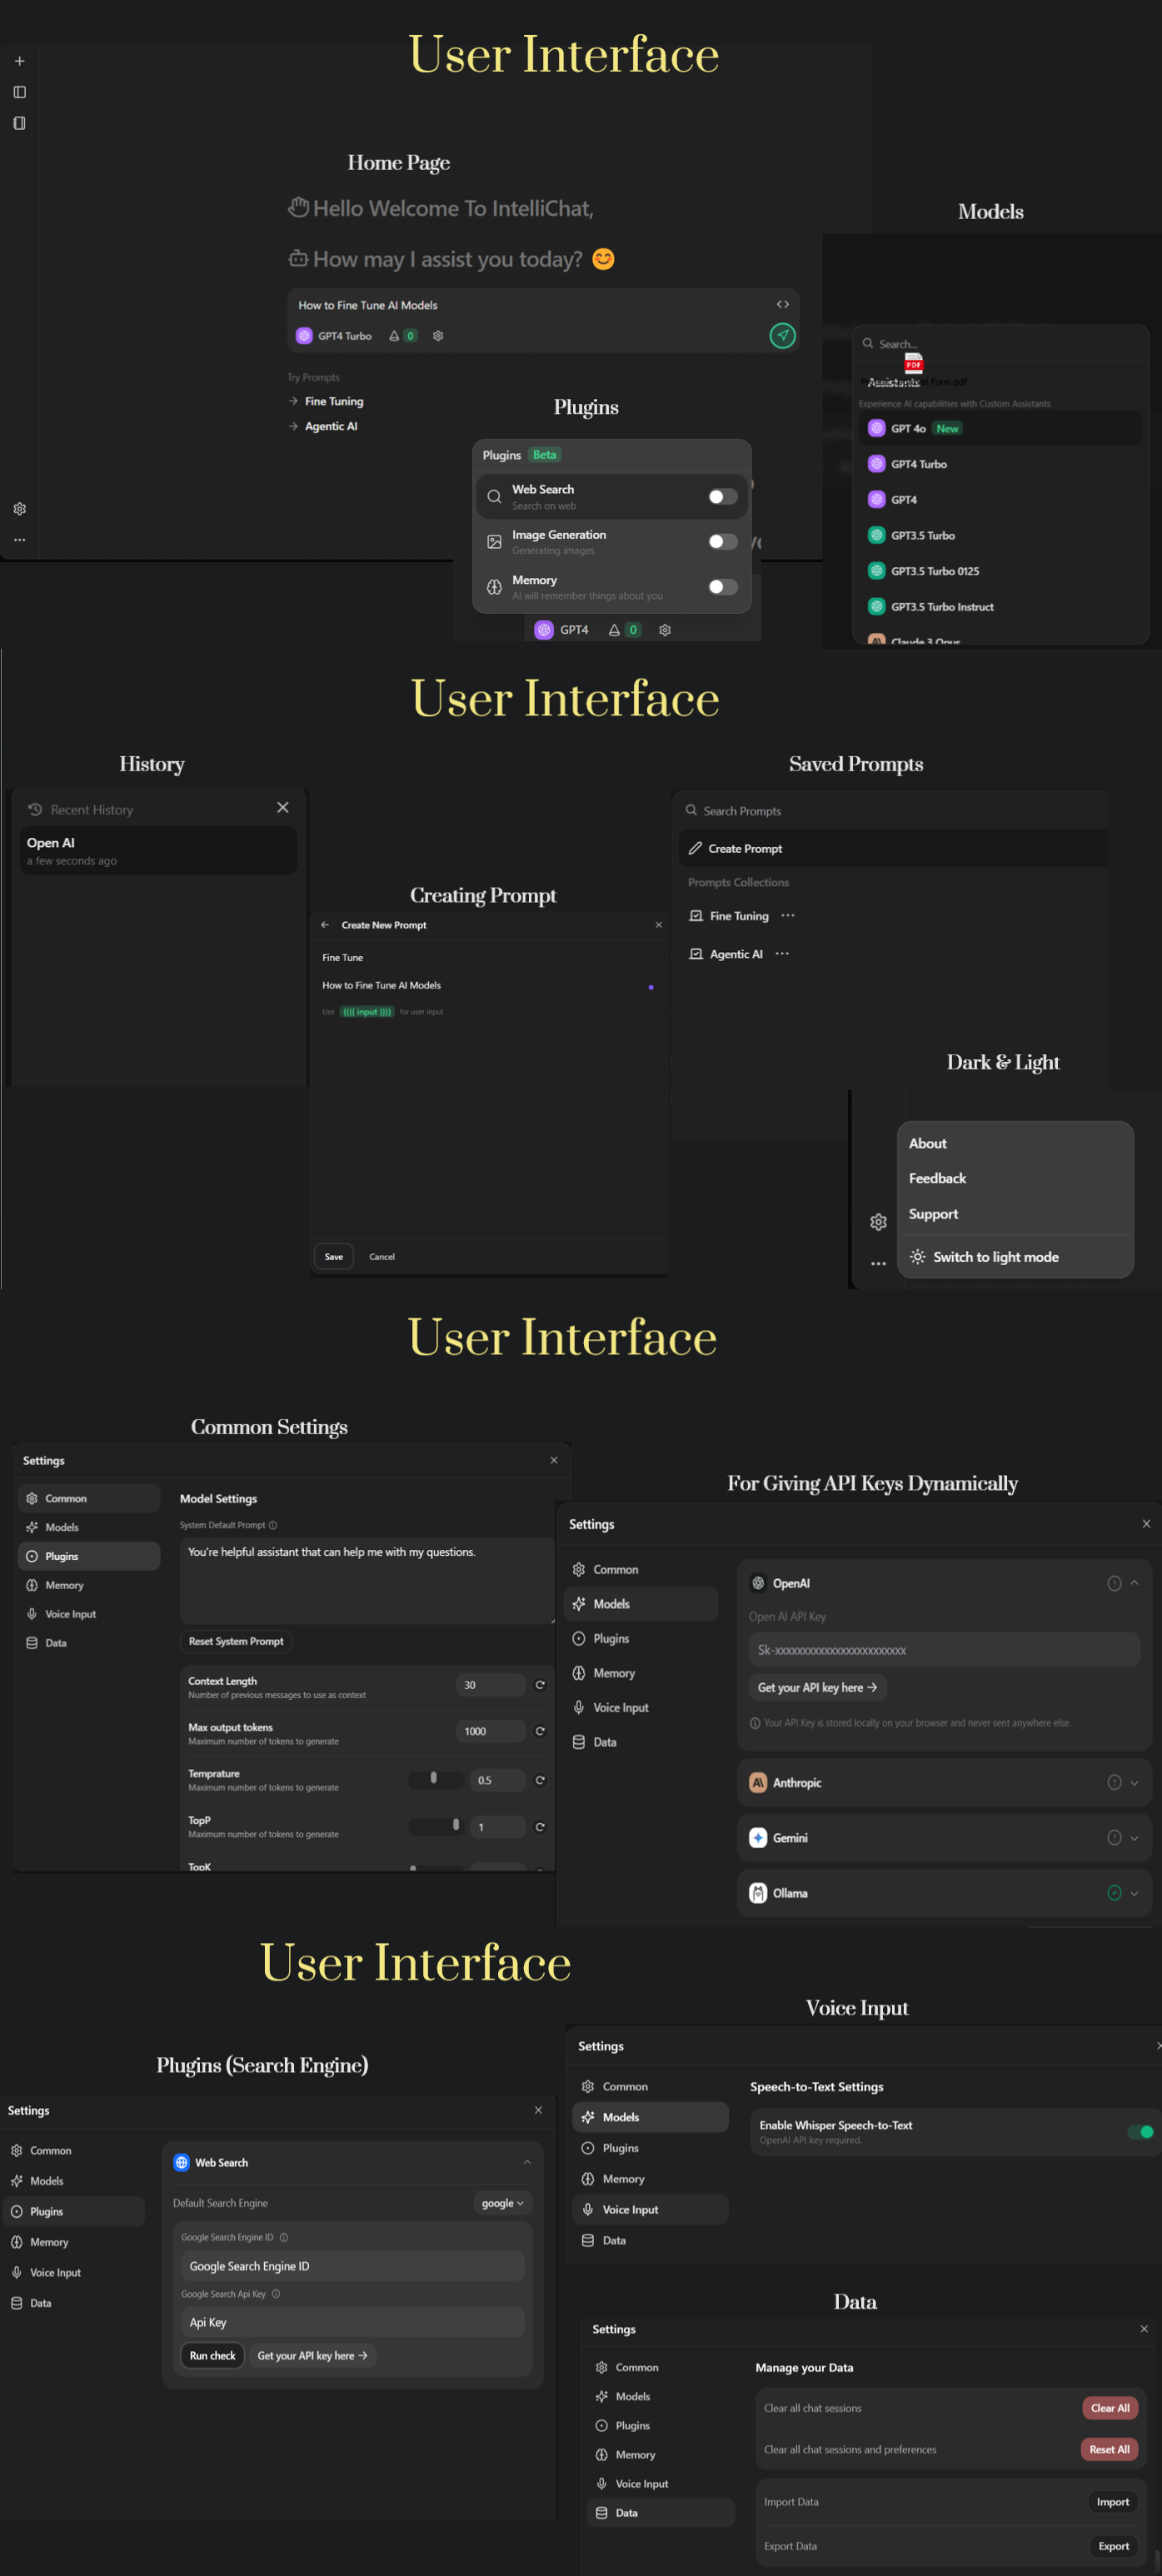 User Interface
Home Page
Hello Welcome To IntelliChat,
How may I assist you today? 😊
How to Fine Tune AI Models
GPT4 Turbo 0
Try Prompts
Fine Tuning
Agentic AI
Plugins
Plugins Beta
Web Search
Search on web
Image Generation
Generating images
Memory
AI will remember things about you
GPT4 0
Models
Search...
PDF
Assistants
Form.pdf
Experience AI capabilities with Custom Assistants
GPT 4o New
GPT4 Turbo
GPT4
GPT3.5 Turbo
GPT3.5 Turbo 0125
GPT3.5 Turbo Instruct
Claude 3 Opus
User Interface
History
Recent History
Open AI
a few seconds ago
Creating Prompt
Create New Prompt
Fine Tune
How to Fine Tune AI Models
Use {{{{ input }}}} for user input
Save Cancel
Saved Prompts
Search Prompts
Create Prompt
Prompts Collections
Fine Tuning ...
Agentic AI ...
Dark & Light
About
Feedback
Support
Switch to light mode
User Interface
Common Settings
Settings
Common
Models
Plugins
Memory
Voice Input
Data
Model Settings
System Default Prompt
You're helpful assistant that can help me with my questions.
Reset System Prompt
Context Length
Number of previous messages to use as context
30
Max output tokens
Maximum number of tokens to generate
1000
Temprature
Maximum number of tokens to generate
0.5
TopP
Maximum number of tokens to generate
1
TopK
For Giving API Keys Dynamically
Settings
Common
Models
Plugins
Memory
Voice Input
Data
OpenAI
Open AI API Key
Sk-xxxxxxxxxxxxxxxxxxxxxxxx
Get your API key here →
Your API Key is stored locally on your browser and never sent anywhere else.
Anthropic
Gemini
Ollama
User Interface
Plugins (Search Engine)
Settings
Common
Models
Plugins
Memory
Voice Input
Data
Web Search
Default Search Engine
google
Google Search Engine ID
Google Search Engine ID
Google Search Api Key
Api Key
Run check
Get your API key here →
Voice Input
Settings
Common
Models
Plugins
Memory
Voice Input
Data
Speech-to-Text Settings
Enable Whisper Speech-to-Text
OpenAI API key required.
Data
Settings
Common
Models
Plugins
Memory
Voice Input
Data
Manage your Data
Clear all chat sessions
Clear All
Clear all chat sessions and preferences
Reset All
Import Data
Import
Export Data
Export